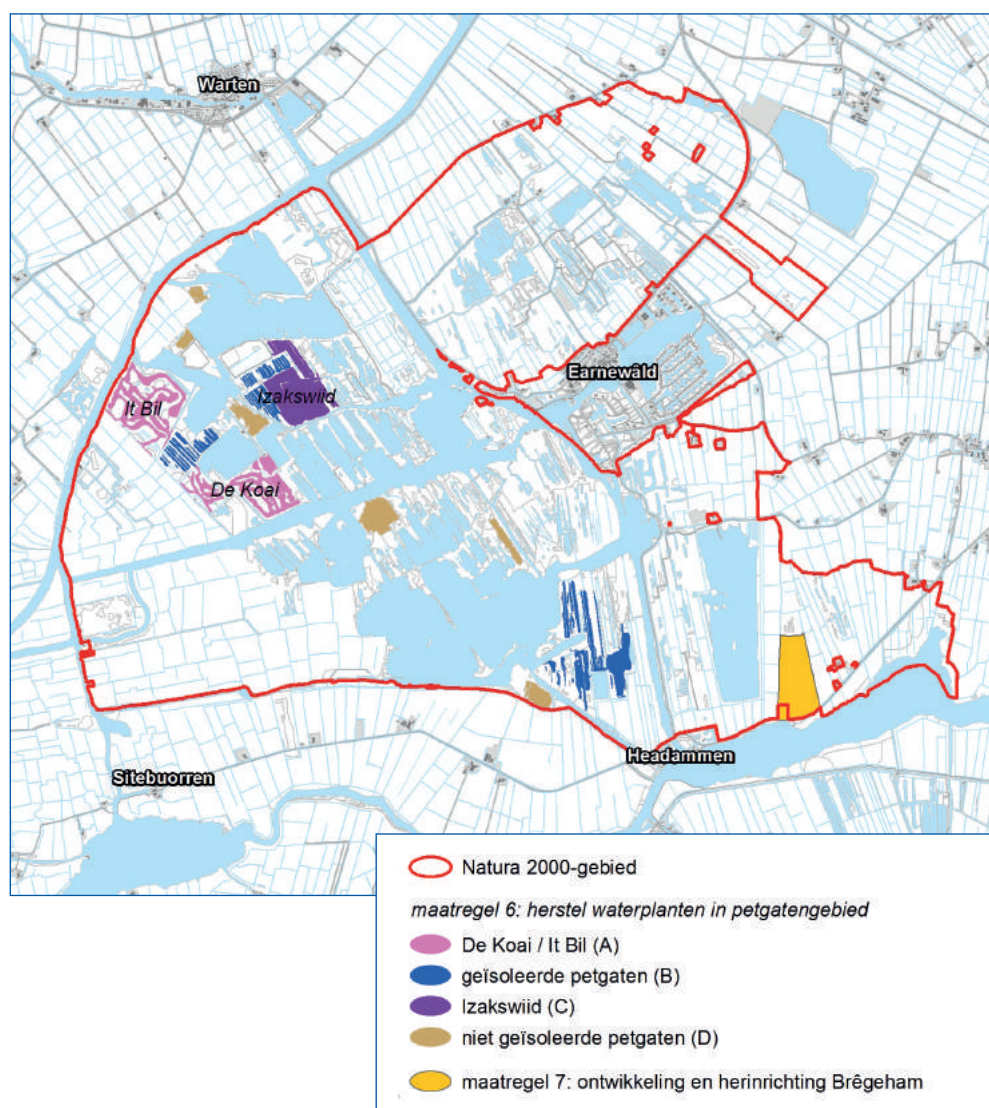 Warten
Earnewâld
Izakswiid
It Bil
De Koai
Headammen
Sitebuorren
Natura 2000-gebied
maatregel 6: herstel waterplanten in petgatengebied
De Koai / It Bil (A)
geïsoleerde petgaten (B)
Izakswiid (C)
niet geïsoleerde petgaten (D)
maatregel 7: ontwikkeling en herinrichting Brêgeham